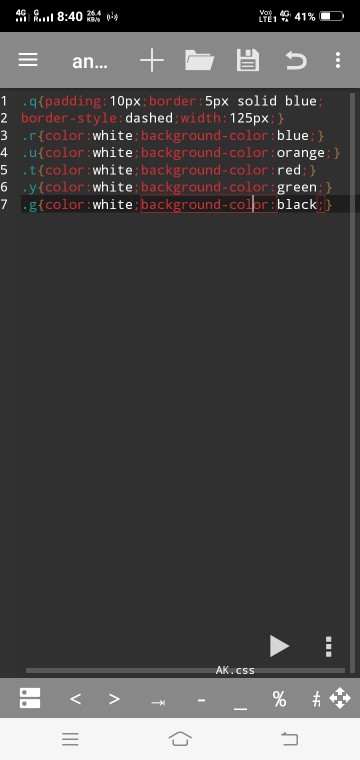 4G 4G R 8:40 26.4 KB/s Vo) LTE1 4G 41%
an...
1 .q{padding:10px;border:5px solid blue;
2 border-style:dashed;width:125px;}
3 .r{color:white;background-color:blue;}
4 .u{color:white;background-color:orange;}
5 .t{color:white;background-color:red;}
6 .y{color:white;background-color:green;}
7 .g{color:white;background-color:black;}
AK.css
< > - _ % #